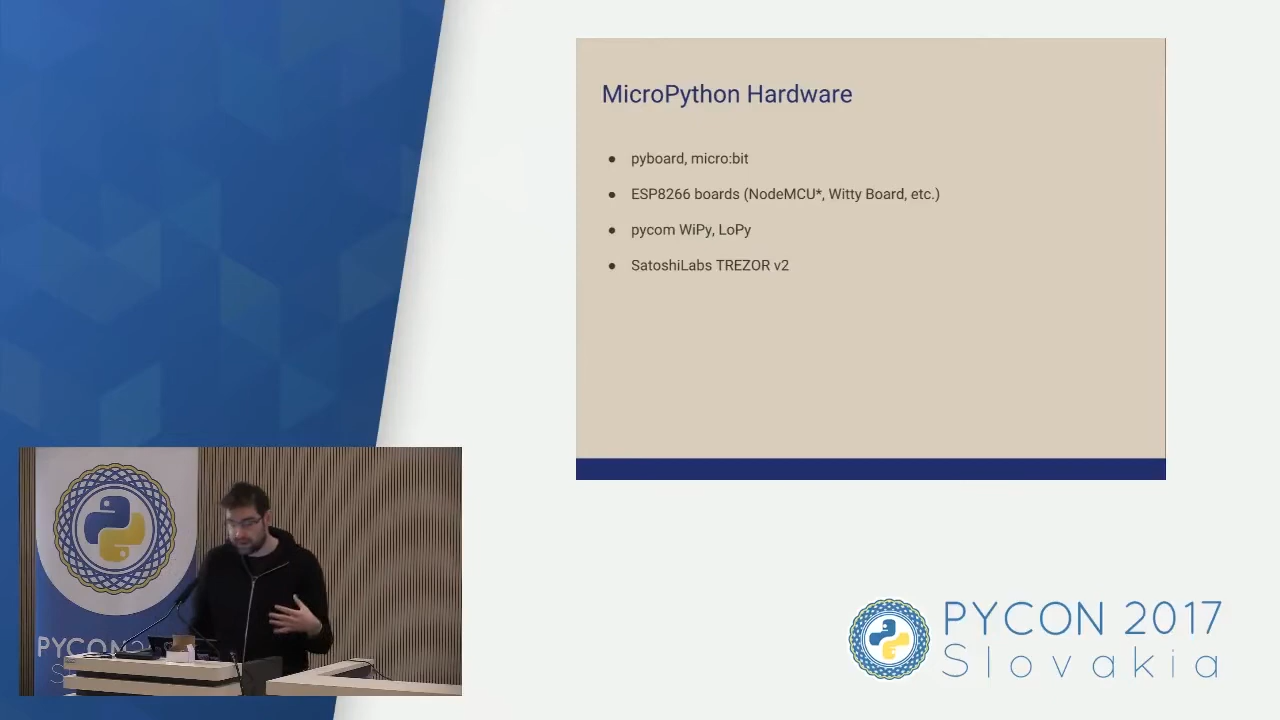 MicroPython Hardware
● pyboard, micro:bit
● ESP8266 boards (NodeMCU*, Witty Board, etc.)
● pycom WiPy, LoPy
● SatoshiLabs TREZOR v2
PYCON 2017
Slovakia
PYCON